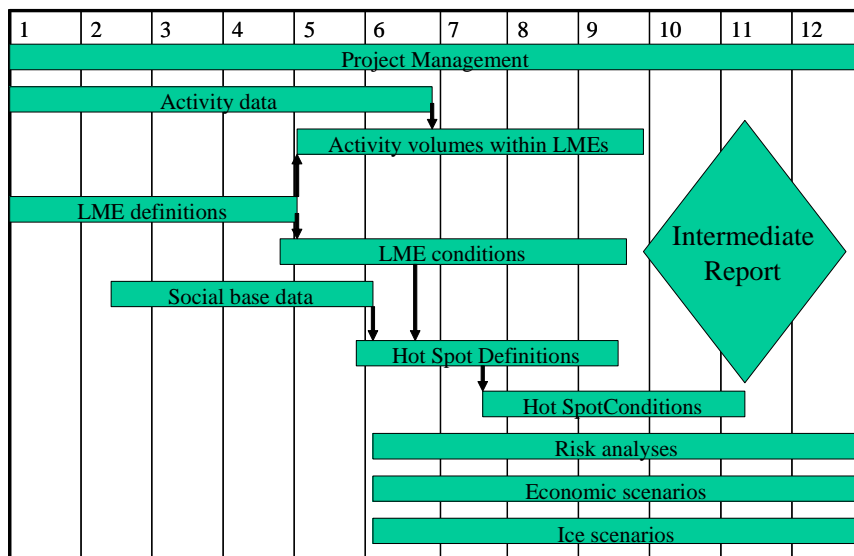 1 2 3 4 5 6 7 8 9 10 11 12
Project Management
Activity data
Activity volumes within LMEs
LME definitions
Intermediate
Report
LME conditions
Social base data
Hot Spot Definitions
Hot SpotConditions
Risk analyses
Economic scenarios
Ice scenarios